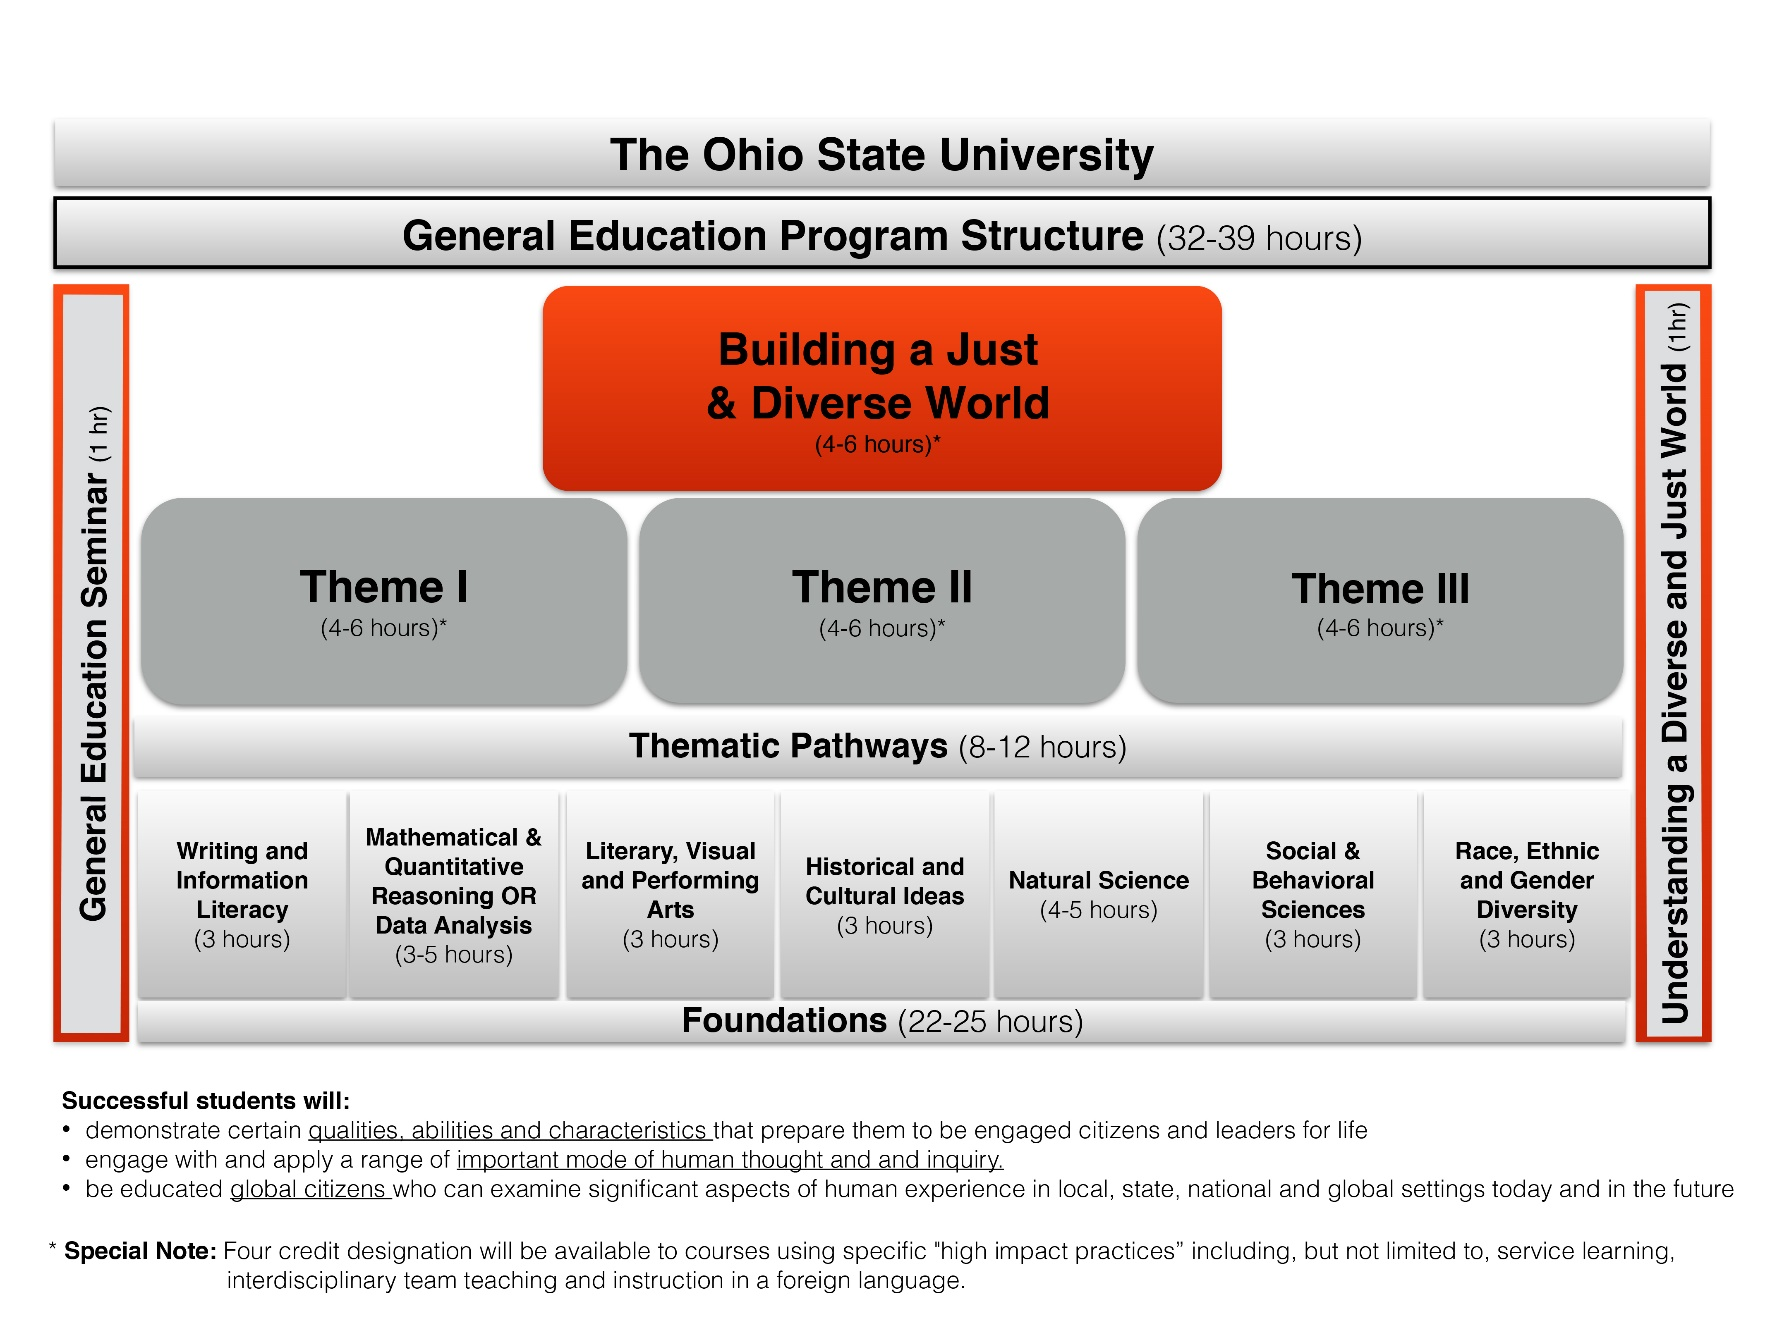 The Ohio State University
General Education Program Structure (32-39 hours)
General Education Seminar (1 hr)
Building a Just
& Diverse World
(4-6 hours)*
Theme I
(4-6 hours)*
Theme II
(4-6 hours)*
Theme III
(4-6 hours)*
Thematic Pathways (8-12 hours)
Writing and
Information
Literacy
(3 hours)
Mathematical &
Quantitative
Reasoning OR
Data Analysis
(3-5 hours)
Literary, Visual
and Performing
Arts
(3 hours)
Historical and
Cultural Ideas
(3 hours)
Natural Science
(4-5 hours)
Social &
Behavioral
Sciences
(3 hours)
Race, Ethnic
and Gender
Diversity
(3 hours)
Foundations (22-25 hours)
Understanding a Diverse and Just World (1hr)
Successful students will:
• demonstrate certain qualities, abilities and characteristics that prepare them to be engaged citizens and leaders for life
• engage with and apply a range of important mode of human thought and and inquiry.
• be educated global citizens who can examine significant aspects of human experience in local, state, national and global settings today and in the future
* Special Note: Four credit designation will be available to courses using specific "high impact practices” including, but not limited to, service learning,
interdisciplinary team teaching and instruction in a foreign language.